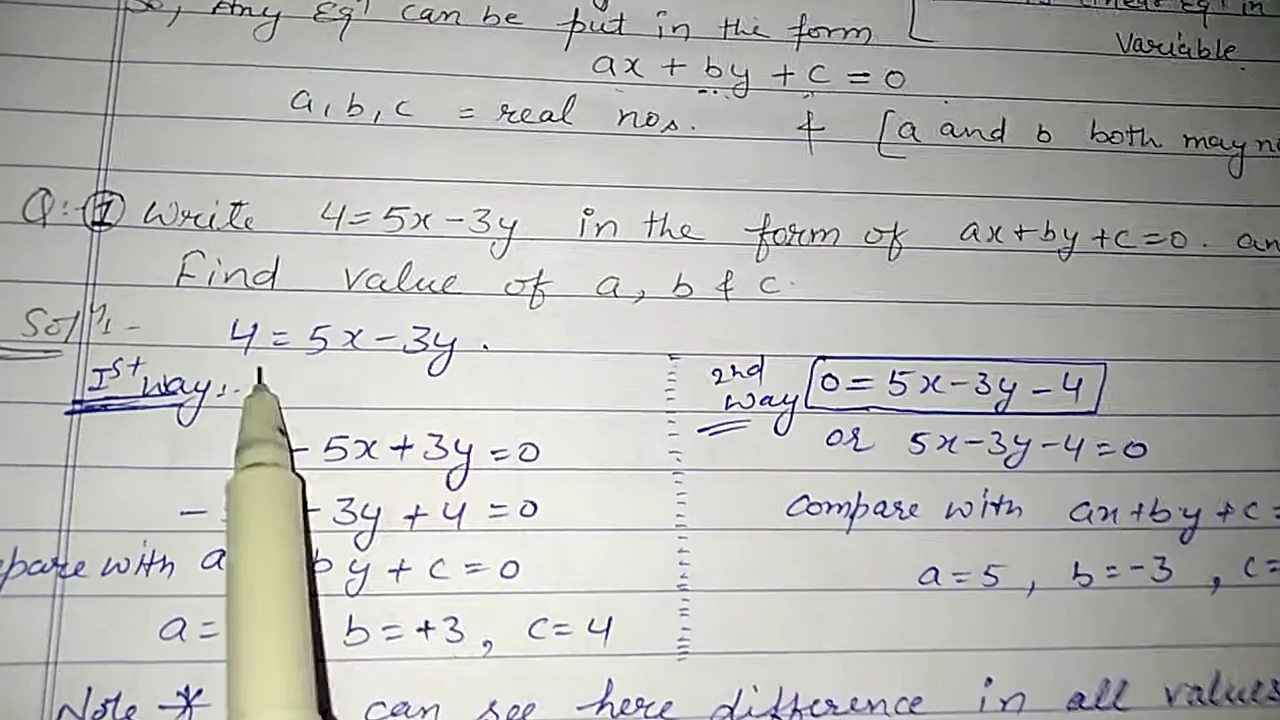 So, Any Eqn can be put in the form
Variable.
ax + by + c = 0
a, b, c = real nos. & [a and b both may
Q:- (1) Write 4 = 5x - 3y in the form of ax + by + c = 0.
Find value of a, b & c.
Soln:- 4 = 5x - 3y.
Ist way:-
- 5x + 3y = 0
- 3y + 4 = 0
with a by + c = 0
a = b = +3, c = 4
2nd way 0 = 5x - 3y - 4
or 5x - 3y - 4 = 0
Compare with ax + by + c =
a = 5, b = -3, c =
Note * can see here difference in all values